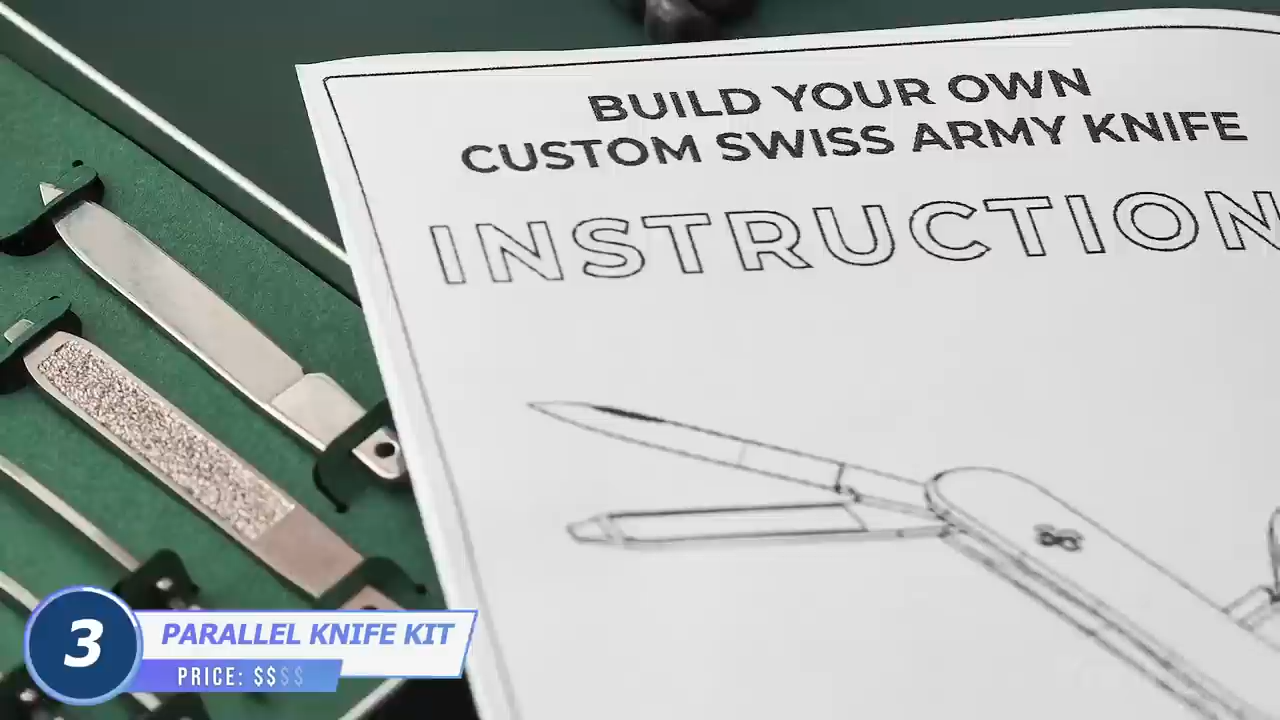 BUILD YOUR OWN
CUSTOM SWISS ARMY KNIFE
INSTRUCTION
3
PARALLEL KNIFE KIT
PRICE: $$$$